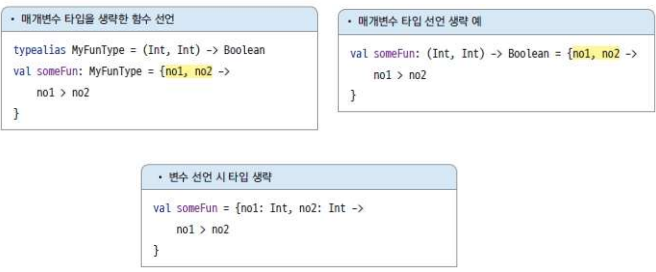 • 매개변수 타입을 생략한 함수 선언
typealias MyFunType = (Int, Int) -> Boolean
val someFun: MyFunType = {no1, no2 ->
no1 > no2
}
• 매개변수 타입 선언 생략 예
val someFun: (Int, Int) -> Boolean = {no1, no2 ->
no1 > no2
}
• 변수 선언 시 타입 생략
val someFun = {no1: Int, no2: Int ->
no1 > no2
}